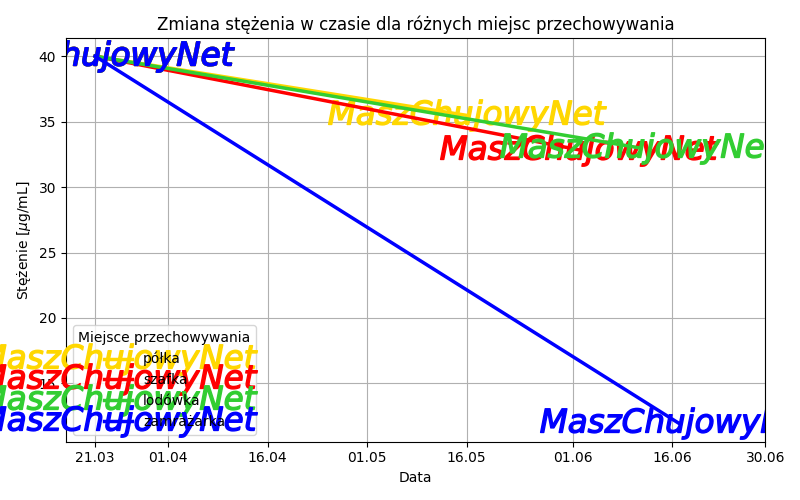 Zmiana stężenia w czasie dla różnych miejsc przechowywania
40
hujowyNet
35
MaszChujowyNet
MaszChujowyNet
MaszChujowyNe
30
25
20
15
Stężenie [µg/mL]
Miejsce przechowywania
MaszChujowyNet
półka
MaszChujowyNet
szafka
MaszChujowyNet
lodówka
MaszChujowyNet
zamrażarka
MaszChujowyN
21.03 01.04 16.04 01.05 16.05 01.06 16.06 30.06
Data